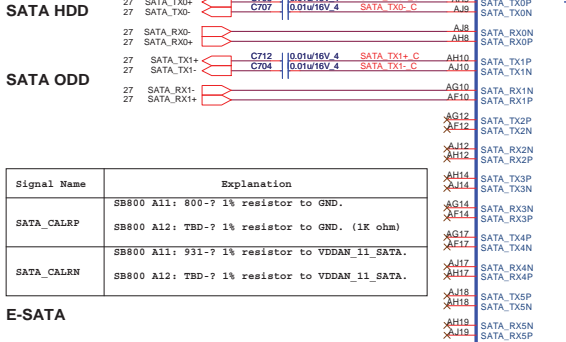 27 SATA_TX0+ SATA_TX0P
SATA HDD C707 0.01u/16V_4 SATA_TX0-_C AJ9 SATA_TX0N
27 SATA_RX0- AJ8 SATA_RX0N
27 SATA_RX0+ AH8 SATA_RX0P
27 SATA_TX1+ C712 0.01u/16V_4 SATA_TX1+_C AH10 SATA_TX1P
27 SATA_TX1- C704 0.01u/16V_4 SATA_TX1-_C AJ10 SATA_TX1N
SATA ODD
27 SATA_RX1- AG10 SATA_RX1N
27 SATA_RX1+ AF10 SATA_RX1P
AG12 SATA_TX2P
AF12 SATA_TX2N
AJ12 SATA_RX2N
AH12 SATA_RX2P
AH14 SATA_TX3P
AJ14 SATA_TX3N
AG14 SATA_RX3N
AF14 SATA_RX3P
AG17 SATA_TX4P
AF17 SATA_TX4N
AJ17 SATA_RX4N
AH17 SATA_RX4P
AJ18 SATA_TX5P
AH18 SATA_TX5N
AH19 SATA_RX5N
AJ19 SATA_RX5P
Signal Name Explanation
SATA_CALRP
SB800 A11: 800-? 1% resistor to GND.
SB800 A12: TBD-? 1% resistor to GND. (1K ohm)
SATA_CALRN
SB800 A11: 931-? 1% resistor to VDDAN_11_SATA.
SB800 A12: TBD-? 1% resistor to VDDAN_11_SATA.
E-SATA